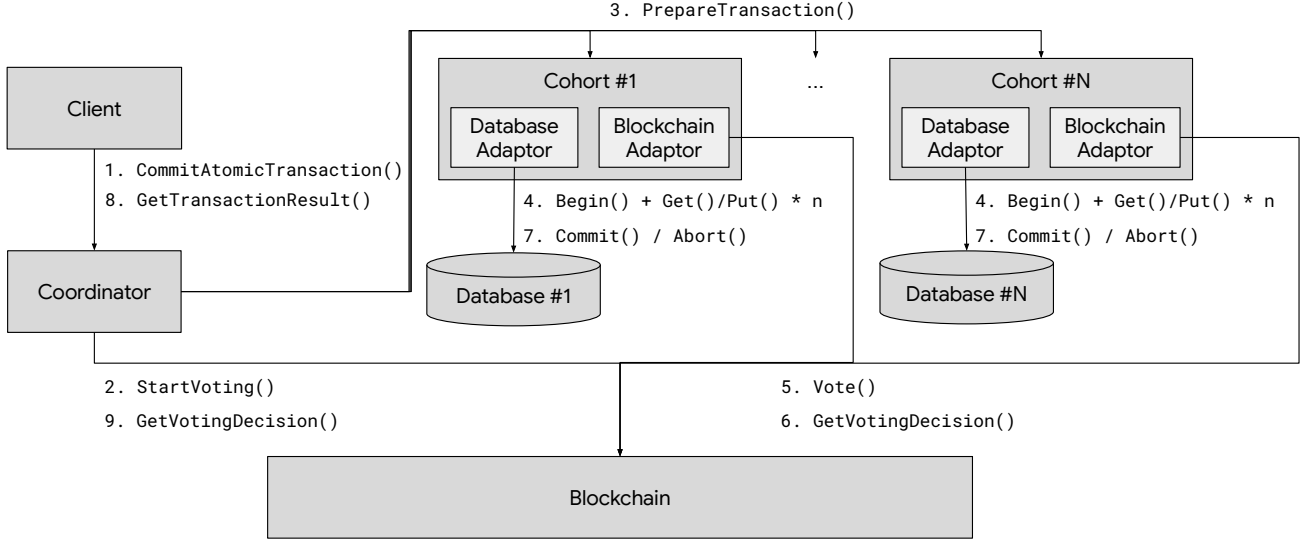 3. PrepareTransaction()
Client
Cohort #1
Database
Adaptor
Blockchain
Adaptor
...
Cohort #N
Database
Adaptor
Blockchain
Adaptor
1. CommitAtomicTransaction()
8. GetTransactionResult()
4. Begin() + Get()/Put() * n
7. Commit() / Abort()
4. Begin() + Get()/Put() * n
7. Commit() / Abort()
Coordinator
Database #1
Database #N
2. StartVoting()
9. GetVotingDecision()
5. Vote()
6. GetVotingDecision()
Blockchain